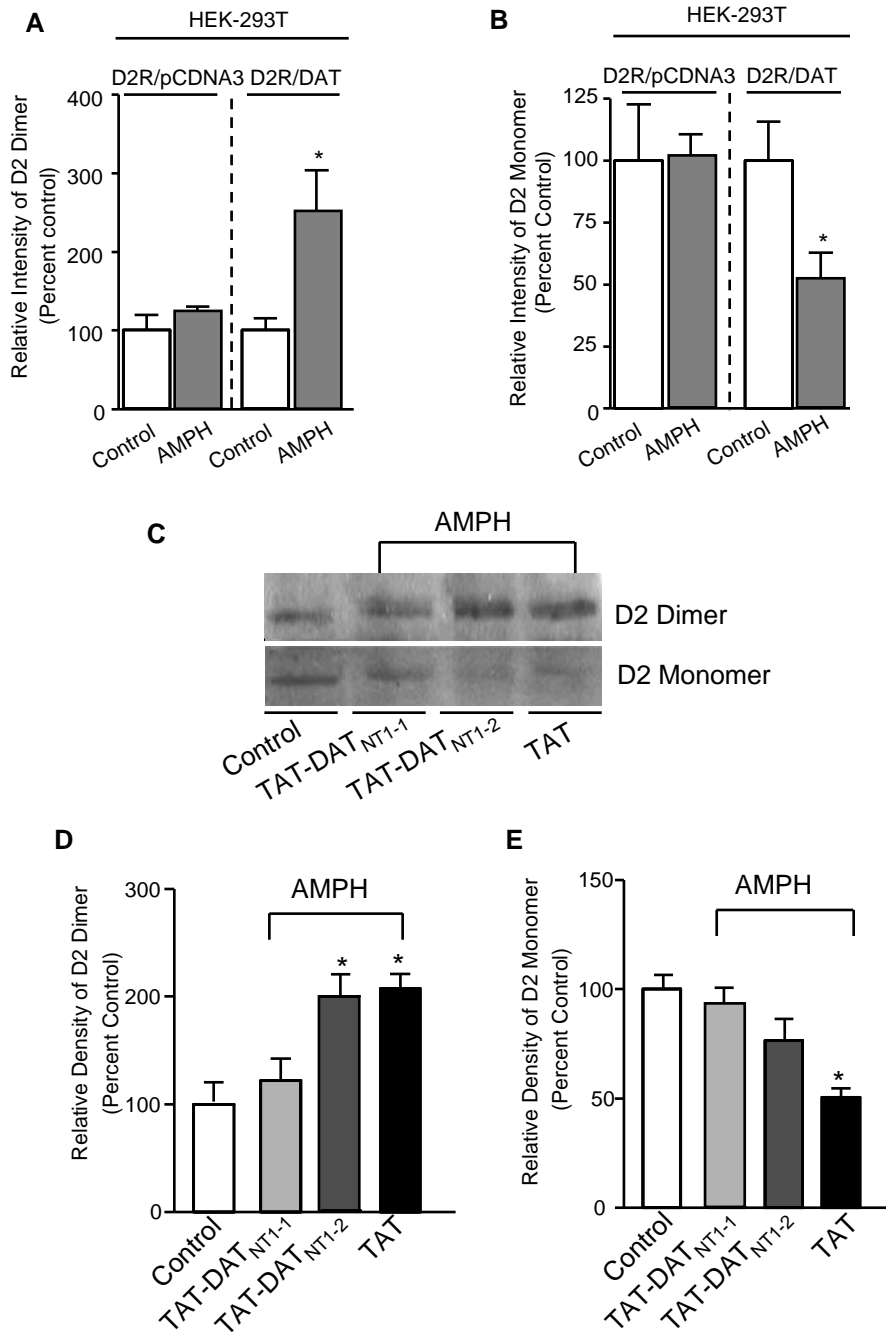 A
HEK-293T
D2R/pCDNA3 D2R/DAT
Relative Intensity of D2 Dimer
(Percent control)
400
300
200
100
0
*
Control
AMPH
Control
AMPH
B
HEK-293T
D2R/pCDNA3 D2R/DAT
Relative Intensity of D2 Monomer
(Percent Control)
125
100
75
50
25
0
*
Control
AMPH
Control
AMPH
C
AMPH
D2 Dimer
D2 Monomer
Control
TAT-DATNT1-1
TAT-DATNT1-2
TAT
D
Relative Density of D2 Dimer
(Percent Control)
300
200
100
0
AMPH
*
*
Control
TAT-DATNT1-1
TAT-DATNT1-2
TAT
E
Relative Density of D2 Monomer
(Percent Control)
150
100
50
0
AMPH
*
Control
TAT-DATNT1-1
TAT-DATNT1-2
TAT